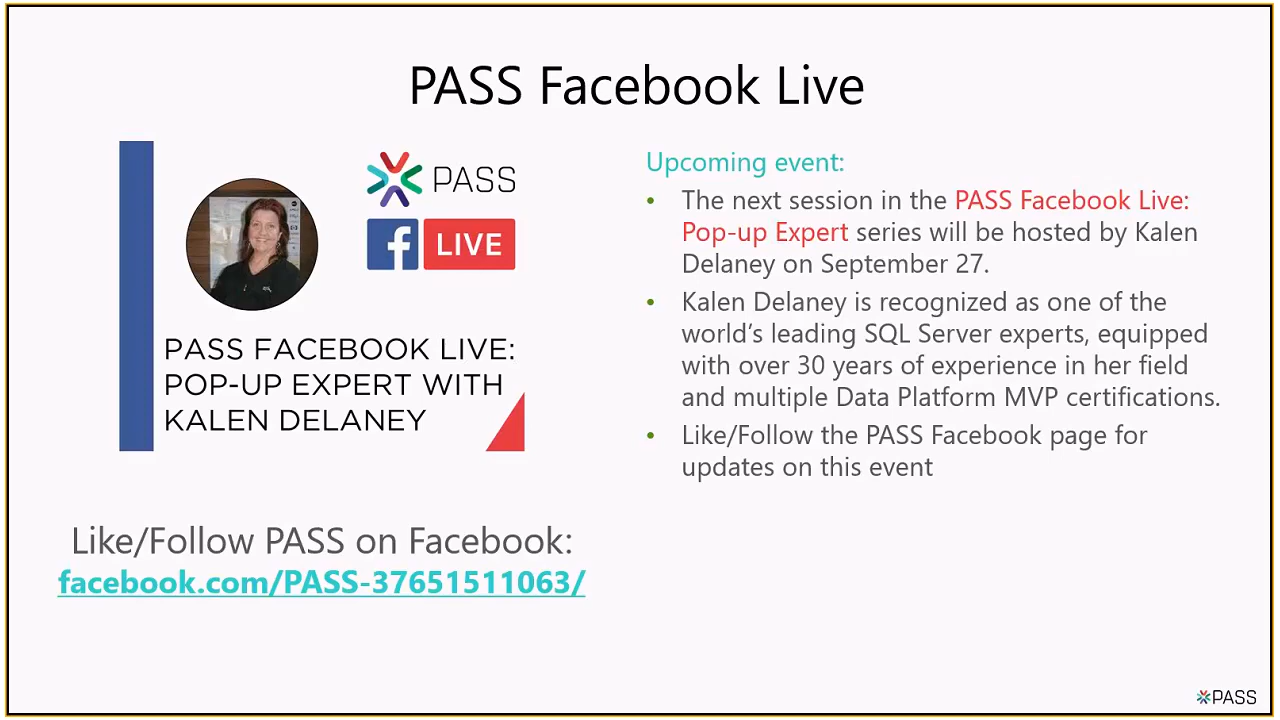 PASS Facebook Live
PASS
f LIVE
PASS FACEBOOK LIVE:
POP-UP EXPERT WITH
KALEN DELANEY
Like/Follow PASS on Facebook:
facebook.com/PASS-37651511063/
Upcoming event:
• The next session in the PASS Facebook Live:
Pop-up Expert series will be hosted by Kalen
Delaney on September 27.
• Kalen Delaney is recognized as one of the
world’s leading SQL Server experts, equipped
with over 30 years of experience in her field
and multiple Data Platform MVP certifications.
• Like/Follow the PASS Facebook page for
updates on this event
PASS